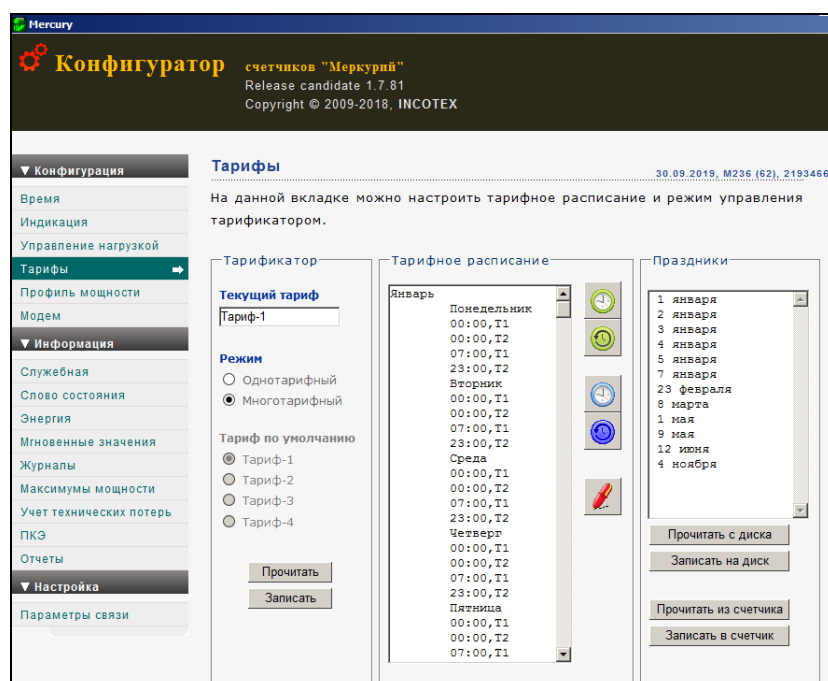 Mercury
Конфигуратор счетчиков "Меркурий"
Release candidate 1.7.81
Copyright © 2009-2018, INCOTEX
▼ Конфигурация
Время
Индикация
Управление нагрузкой
Тарифы
Профиль мощности
Модем
▼ Информация
Служебная
Слово состояния
Энергия
Мгновенные значения
Журналы
Максимумы мощности
Учет технических потерь
ПКЭ
Отчеты
▼ Настройка
Параметры связи
Тарифы
30.09.2019, М236 (62), 2193466
На данной вкладке можно настроить тарифное расписание и режим управления
тарификатором.
Тарификатор
Текущий тариф
Тариф-1
Режим
Однотарифный
Многотарифный
Тариф по умолчанию
Тариф-1
Тариф-2
Тариф-3
Тариф-4
Прочитать
Записать
Тарифное расписание
Январь
Понедельник
00:00,T1
00:00,T2
07:00,T1
23:00,T2
Вторник
00:00,T1
00:00,T2
07:00,T1
23:00,T2
Среда
00:00,T1
00:00,T2
07:00,T1
23:00,T2
Четверг
00:00,T1
00:00,T2
07:00,T1
23:00,T2
Пятница
00:00,T1
00:00,T2
07:00,T1
Праздники
1 января
2 января
3 января
4 января
5 января
7 января
23 февраля
8 марта
1 мая
9 мая
12 июня
4 ноября
Прочитать с диска
Записать на диск
Прочитать из счетчика
Записать в счетчик